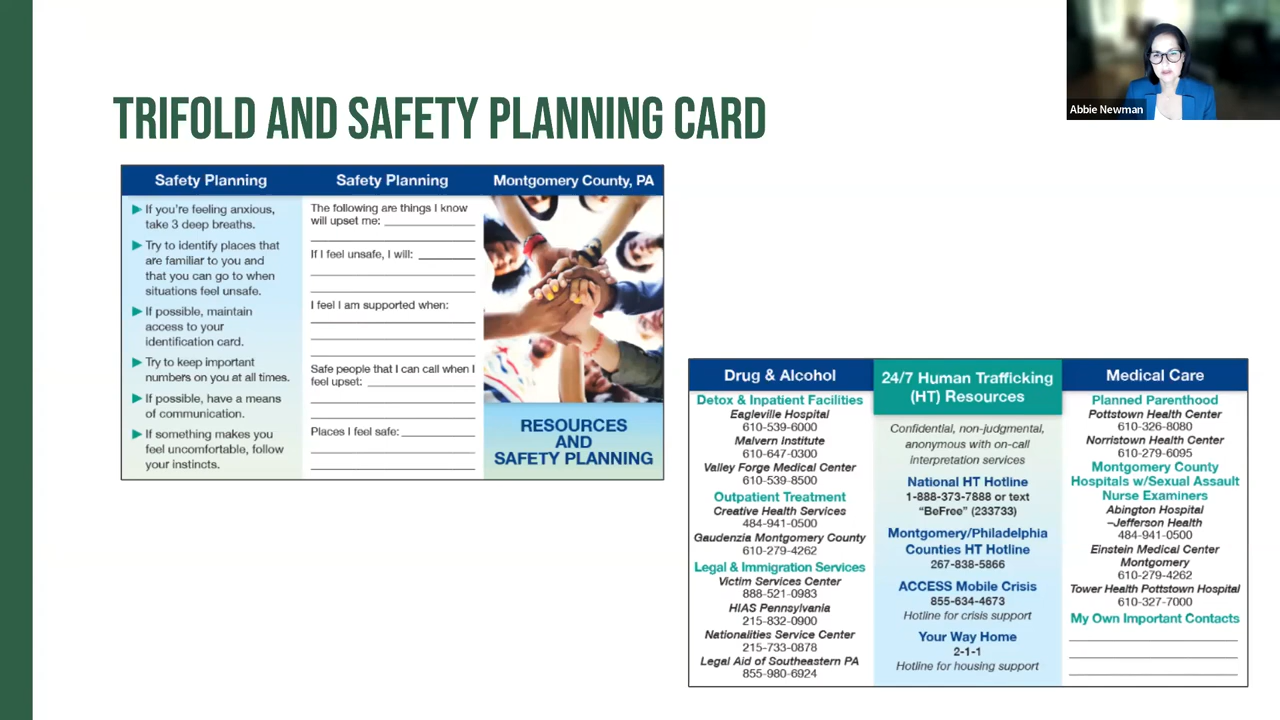 TRIFOLD AND SAFETY PLANNING CARD
Abbie Newman
Safety Planning
▶ If you're feeling anxious,
take 3 deep breaths.
▶ Try to identify places that
are familiar to you and
that you can go to when
situations feel unsafe.
▶ If possible, maintain
access to your
identification card.
▶ Try to keep important
numbers on you at all times.
▶ If possible, have a means
of communication.
▶ If something makes you
feel uncomfortable, follow
your instincts.
Safety Planning
The following are things I know
will upset me:
If I feel unsafe, I will:
I feel I am supported when:
Safe people that I can call when I
feel upset:
Places I feel safe:
Montgomery County, PA
RESOURCES
AND
SAFETY PLANNING
Drug & Alcohol
Detox & Inpatient Facilities
Eagleville Hospital
610-539-6000
Malvern Institute
610-647-0300
Valley Forge Medical Center
610-539-8500
Outpatient Treatment
Creative Health Services
484-941-0500
Gaudenzia Montgomery County
610-279-4262
Legal & Immigration Services
Victim Services Center
888-521-0983
HIAS Pennsylvania
215-832-0900
Nationalities Service Center
215-733-0878
Legal Aid of Southeastern PA
855-980-6924
24/7 Human Trafficking
(HT) Resources
Confidential, non-judgmental,
anonymous with on-call
interpretation services
National HT Hotline
1-888-373-7888 or text
“BeFree” (233733)
Montgomery/Philadelphia
Counties HT Hotline
267-838-5866
ACCESS Mobile Crisis
855-634-4673
Hotline for crisis support
Your Way Home
2-1-1
Hotline for housing support
Medical Care
Planned Parenthood
Pottstown Health Center
610-326-8080
Norristown Health Center
610-279-6095
Montgomery County
Hospitals w/Sexual Assault
Nurse Examiners
Abington Hospital
–Jefferson Health
484-941-0500
Einstein Medical Center
Montgomery
610-279-4262
Tower Health Pottstown Hospital
610-327-7000
My Own Important Contacts